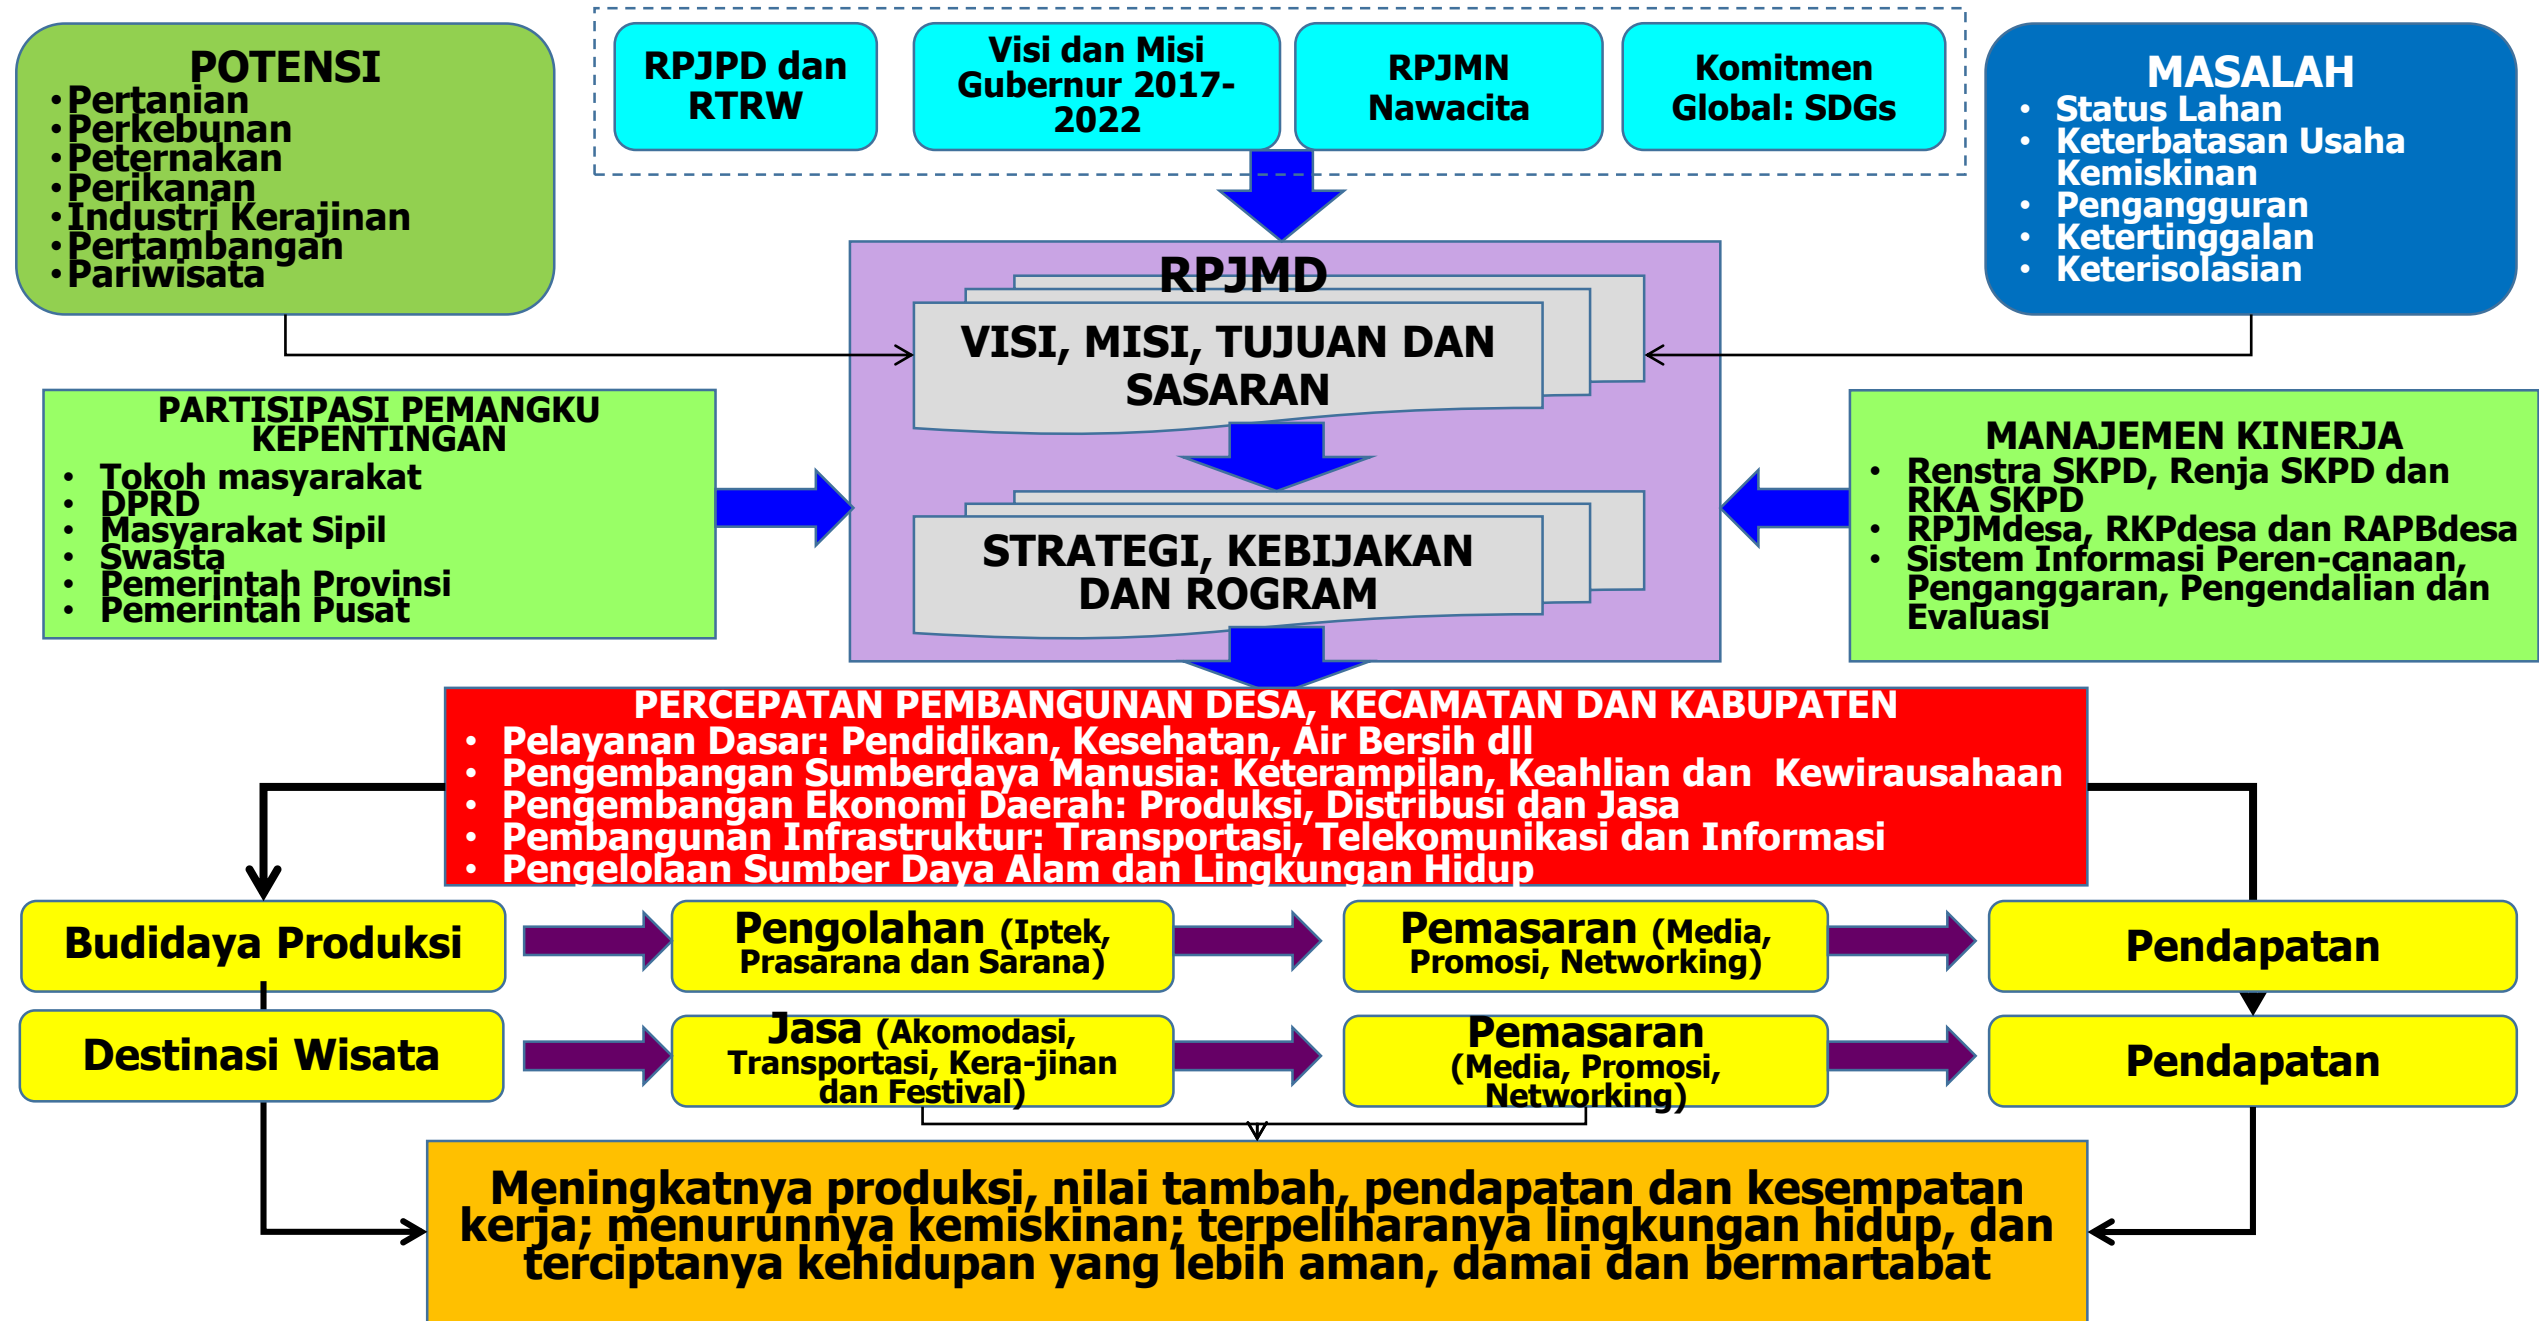 POTENSI
•Pertanian
•Perkebunan
•Peternakan
•Perikanan
•Industri Kerajinan
•Pertambangan
•Pariwisata
RPJPD dan
RTRW
Visi dan Misi
Gubernur 2017-
2022
RPJMN
Nawacita
Komitmen
Global: SDGs
MASALAH
• Status Lahan
• Keterbatasan Usaha
Kemiskinan
• Pengangguran
• Ketertinggalan
• Keterisolasian
RPJMD
VISI, MISI, TUJUAN DAN
SASARAN
STRATEGI, KEBIJAKAN
DAN ROGRAM
PARTISIPASI PEMANGKU
KEPENTINGAN
• Tokoh masyarakat
• DPRD
• Masyarakat Sipil
• Swasta
• Pemerintah Provinsi
• Pemerintah Pusat
MANAJEMEN KINERJA
• Renstra SKPD, Renja SKPD dan
RKA SKPD
• RPJMdesa, RKPdesa dan RAPBdesa
• Sistem Informasi Peren-canaan,
Penganggaran, Pengendalian dan
Evaluasi
PERCEPATAN PEMBANGUNAN DESA, KECAMATAN DAN KABUPATEN
• Pelayanan Dasar: Pendidikan, Kesehatan, Air Bersih dll
• Pengembangan Sumberdaya Manusia: Keterampilan, Keahlian dan Kewirausahaan
• Pengembangan Ekonomi Daerah: Produksi, Distribusi dan Jasa
• Pembangunan Infrastruktur: Transportasi, Telekomunikasi dan Informasi
• Pengelolaan Sumber Daya Alam dan Lingkungan Hidup
Budidaya Produksi
Pengolahan (Iptek,
Prasarana dan Sarana)
Pemasaran (Media,
Promosi, Networking)
Pendapatan
Destinasi Wisata
Jasa (Akomodasi,
Transportasi, Kera-jinan
dan Festival)
Pemasaran
(Media, Promosi,
Networking)
Pendapatan
Meningkatnya produksi, nilai tambah, pendapatan dan kesempatan
kerja; menurunnya kemiskinan; terpeliharanya lingkungan hidup, dan
terciptanya kehidupan yang lebih aman, damai dan bermartabat